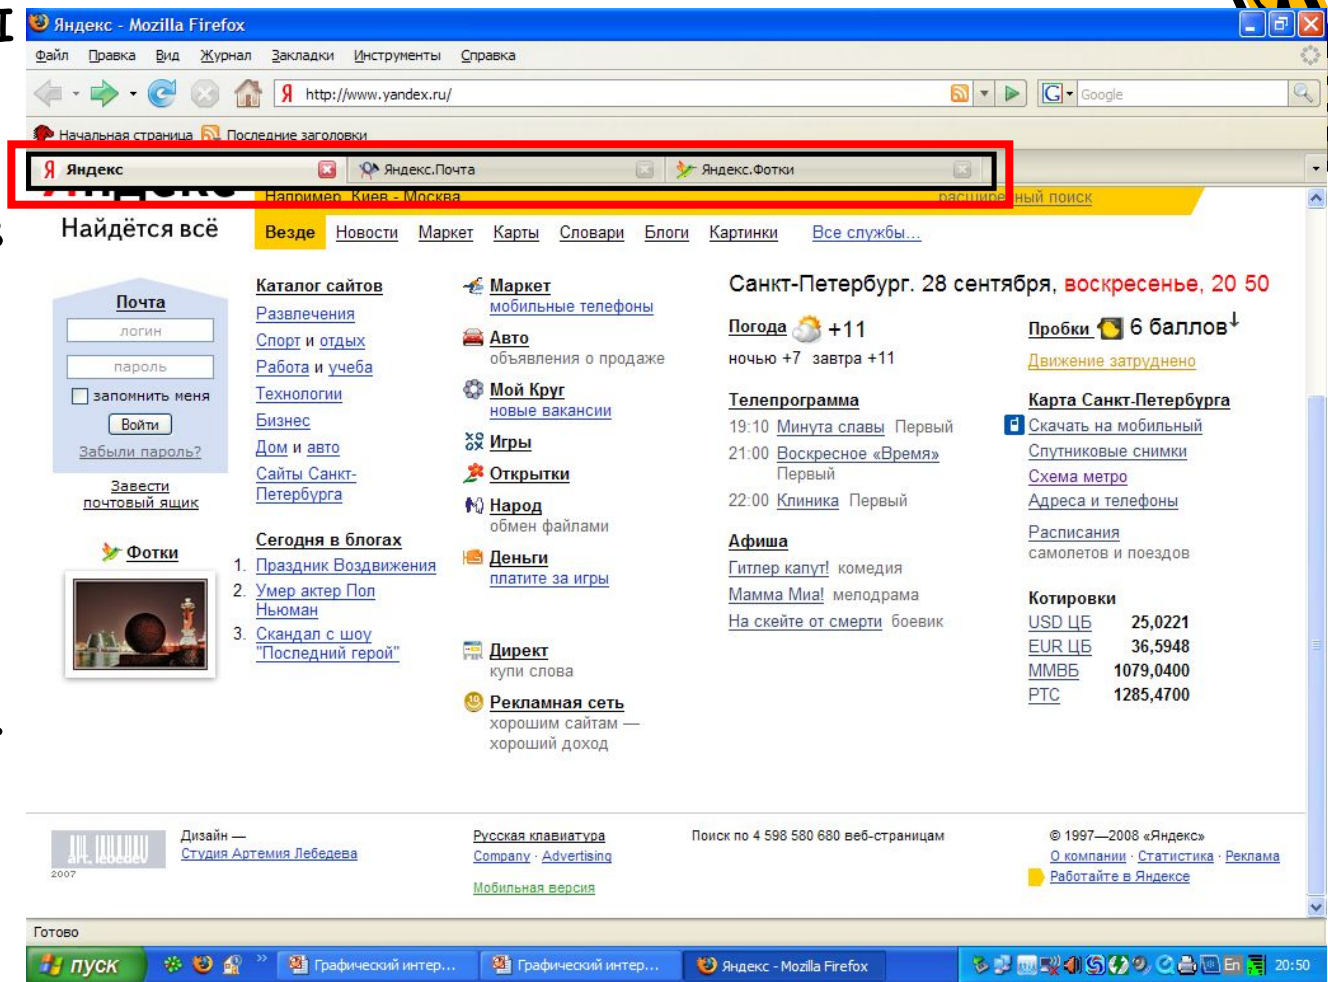 Яндекс - Mozilla Firefox
Файл Правка Вид Журнал Закладки Инструменты Справка
http://www.yandex.ru/
Google
Начальная страница Последние заголовки
Яндекс Яндекс.Почта Яндекс.Фотки
Например, Киев - Москва расширенный поиск
Найдётся всё
Везде Новости Маркет Карты Словари Блоги Картинки Все службы...
Почта
логин
пароль
запомнить меня
Войти
Забыли пароль?
Завести
почтовый ящик
Фотки
Каталог сайтов
Развлечения
Спорт и отдых
Работа и учеба
Технологии
Бизнес
Дом и авто
Сайты Санкт-
Петербурга
Сегодня в блогах
1. Праздник Воздвижения
2. Умер актер Пол
Ньюман
3. Скандал с шоу
"Последний герой"
Маркет
мобильные телефоны
Авто
объявления о продаже
Мой Круг
новые вакансии
Игры
Открытки
Народ
обмен файлами
Деньги
платите за игры
Директ
купи слова
Рекламная сеть
хорошим сайтам —
хороший доход
Санкт-Петербург. 28 сентября, воскресенье, 20 50
Погода +11
ночью +7 завтра +11
Телепрограмма
19:10 Минута славы Первый
21:00 Воскресное «Время»
Первый
22:00 Клиника Первый
Афиша
Гитлер капут! комедия
Мамма Миа! мелодрама
На скейте от смерти боевик
Пробки 6 баллов↓
Движение затруднено
Карта Санкт-Петербурга
Скачать на мобильный
Спутниковые снимки
Схема метро
Адреса и телефоны
Расписания
самолетов и поездов
Котировки
USD ЦБ 25,0221
EUR ЦБ 36,5948
ММВБ 1079,0400
РТС 1285,4700
art. lebedev
2007
Дизайн —
Студия Артемия Лебедева
Русская клавиатура
Company · Advertising
Мобильная версия
Поиск по 4 598 580 680 веб-страницам
© 1997—2008 «Яндекс»
О компании · Статистика · Реклама
Работайте в Яндексе
Готово
пуск » Графический интер... Графический интер... Яндекс - Mozilla Firefox En 20:50